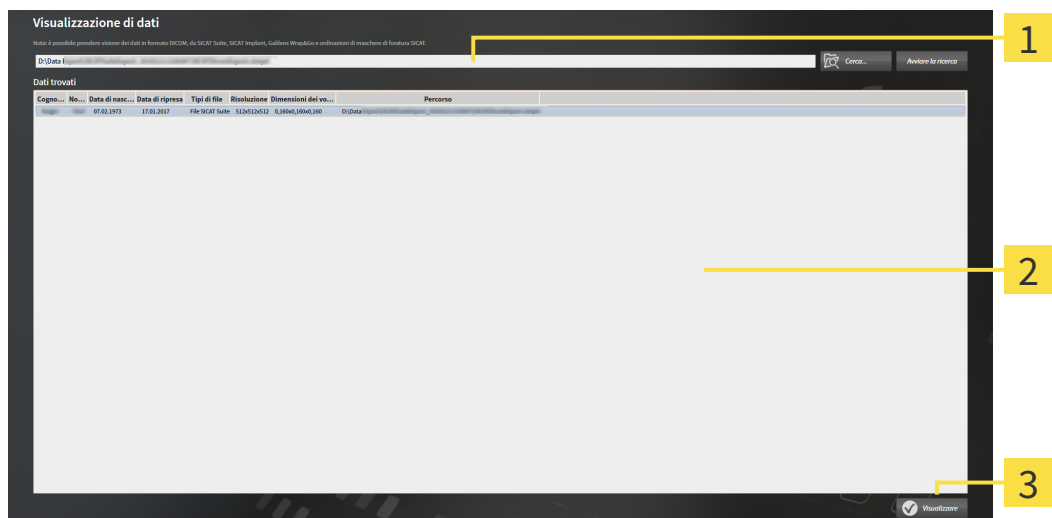 Visualizzazione di dati
1
Nota: è possibile prendere visione dei dati in formato DICOM, da SICAT Suite, SICAT Implant, Galileos Wrap&Go e ordinazioni di maschere di foratura SICAT.
D:\Data
Cerca...
Avviare la ricerca
Dati trovati
Cogno... No... Data di nasc... Data di ripresa Tipi di file Risoluzione Dimensioni dei vo... Percorso
07.02.1973 17.01.2017 File SICAT Suite 512x512x512 0,160x0,160x0,160 D:\Data
2
3
Visualizzare